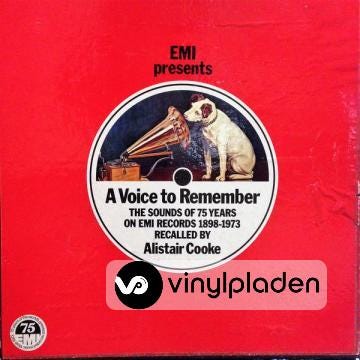 EMI
presents
A Voice to Remember
THE SOUNDS OF 75 YEARS
ON EMI RECORDS 1898-1973
RECALLED BY
Alistair Cooke
VP vinylpladen
75
EMI